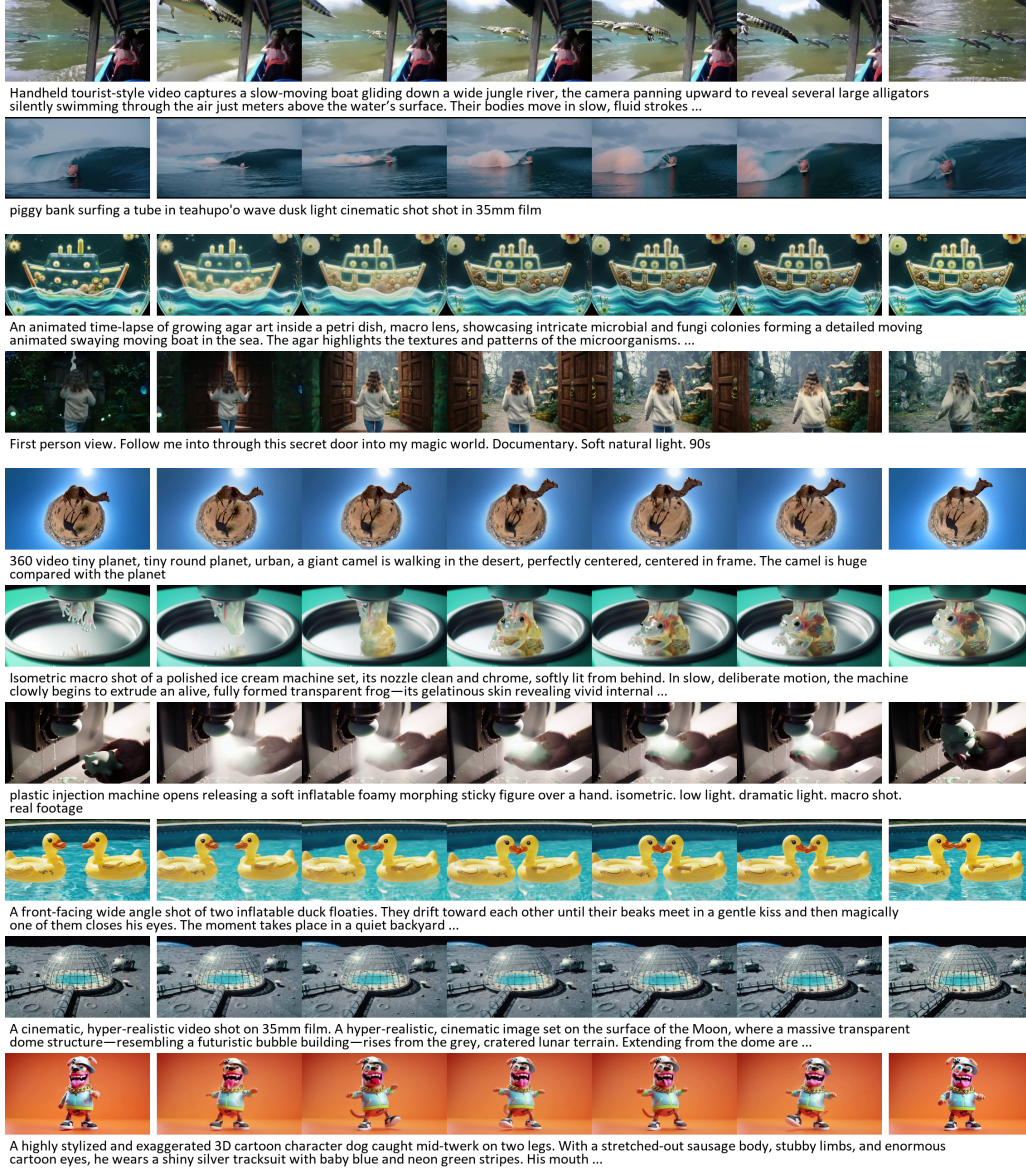 Handheld tourist-style video captures a slow-moving boat gliding down a wide jungle river, the camera panning upward to reveal several large alligators
silently swimming through the air just meters above the water’s surface. Their bodies move in slow, fluid strokes ...
piggy bank surfing a tube in teahupo'o wave dusk light cinematic shot shot in 35mm film
An animated time-lapse of growing agar art inside a petri dish, macro lens, showcasing intricate microbial and fungi colonies forming a detailed moving
animated swaying moving boat in the sea. The agar highlights the textures and patterns of the microorganisms. ...
First person view. Follow me into through this secret door into my magic world. Documentary. Soft natural light. 90s
360 video tiny planet, tiny round planet, urban, a giant camel is walking in the desert, perfectly centered, centered in frame. The camel is huge
compared with the planet
Isometric macro shot of a polished ice cream machine set, its nozzle clean and chrome, softly lit from behind. In slow, deliberate motion, the machine
clowly begins to extrude an alive, fully formed transparent frog—its gelatinous skin revealing vivid internal ...
plastic injection machine opens releasing a soft inflatable foamy morphing sticky figure over a hand. isometric. low light. dramatic light. macro shot.
real footage
A front-facing wide angle shot of two inflatable duck floaties. They drift toward each other until their beaks meet in a gentle kiss and then magically
one of them closes his eyes. The moment takes place in a quiet backyard ...
A cinematic, hyper-realistic video shot on 35mm film. A hyper-realistic, cinematic image set on the surface of the Moon, where a massive transparent
dome structure—resembling a futuristic bubble building—rises from the grey, cratered lunar terrain. Extending from the dome are ...
A highly stylized and exaggerated 3D cartoon character dog caught mid-twerk on two legs. With a stretched-out sausage body, stubby limbs, and enormous
cartoon eyes, he wears a shiny silver tracksuit with baby blue and neon green stripes. His mouth ...